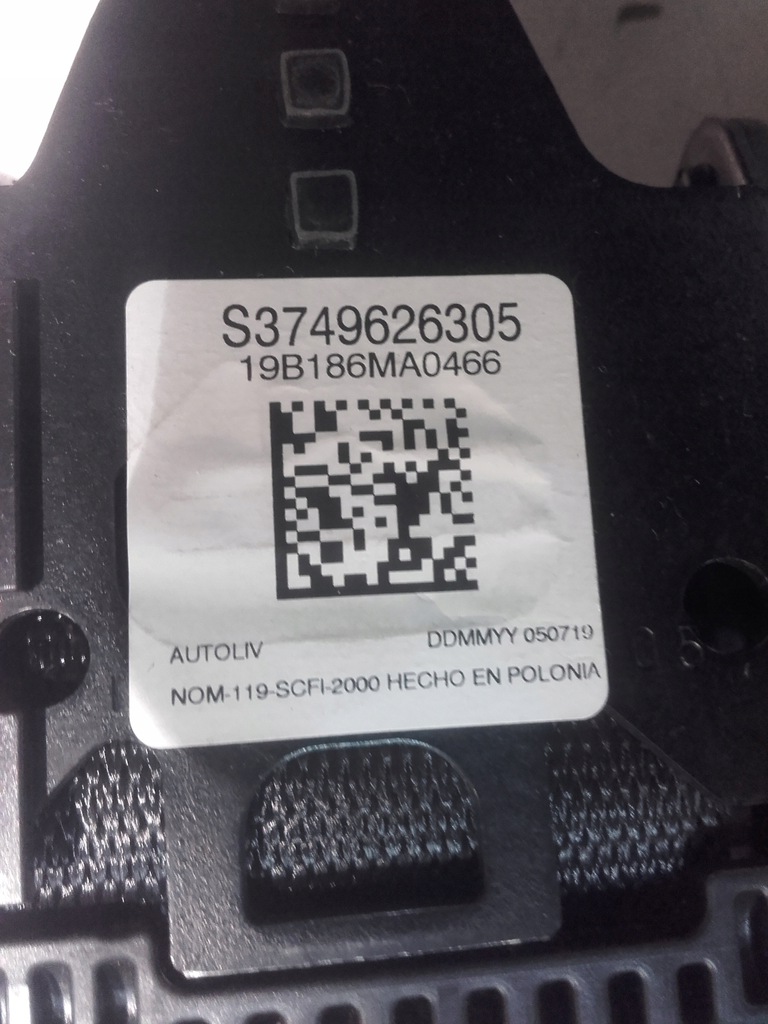 S3749626305
19B186MA0466
AUTOLIV
DDMMYY 050719
NOM-119-SCFI-2000 HECHO EN POLONIA